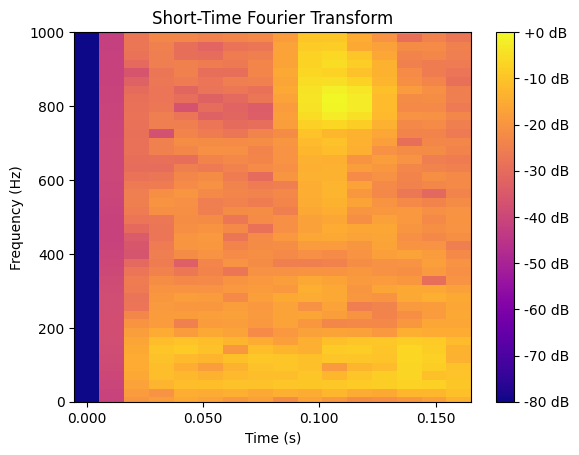 Short-Time Fourier Transform
1000
800
600
400
200
0
Frequency (Hz)
0.000
0.050
0.100
0.150
Time (s)
+0 dB
-10 dB
-20 dB
-30 dB
-40 dB
-50 dB
-60 dB
-70 dB
-80 dB